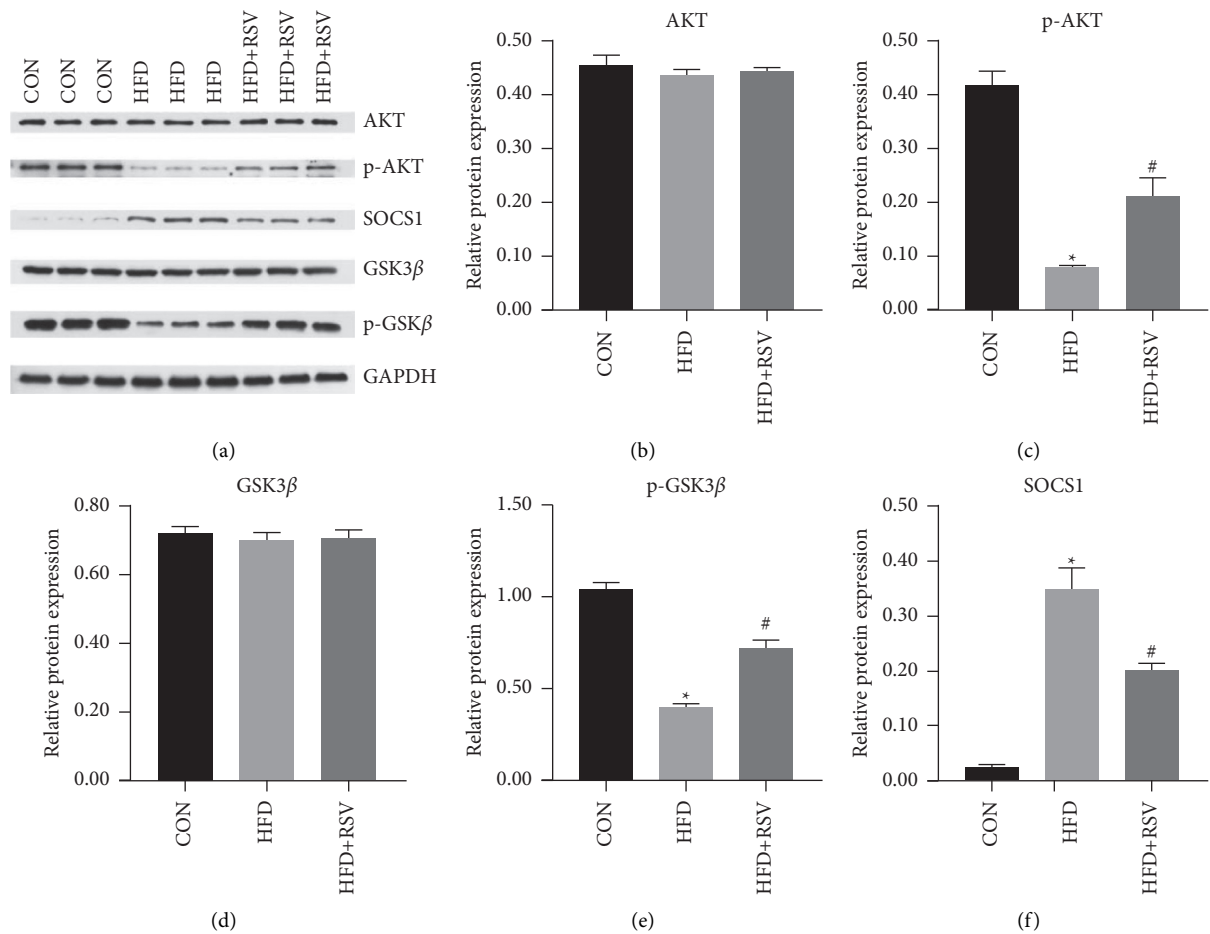 CON CON CON HFD HFD HFD HFD+RSV HFD+RSV HFD+RSV
AKT
p-AKT
SOCS1
GSK3β
p-GSKβ
GAPDH
(a)
AKT
Relative protein expression
0.50
0.40
0.30
0.20
0.10
0.00
CON HFD HFD+RSV
(b)
p-AKT
Relative protein expression
0.50
0.40
0.30
0.20
0.10
0.00
*
#
CON HFD HFD+RSV
(c)
GSK3β
Relative protein expression
0.80
0.60
0.40
0.20
0.00
CON HFD HFD+RSV
(d)
p-GSK3β
Relative protein expression
1.50
1.00
0.50
0.00
*
#
CON HFD HFD+RSV
(e)
SOCS1
Relative protein expression
0.50
0.40
0.30
0.20
0.10
0.00
*
#
CON HFD HFD+RSV
(f)